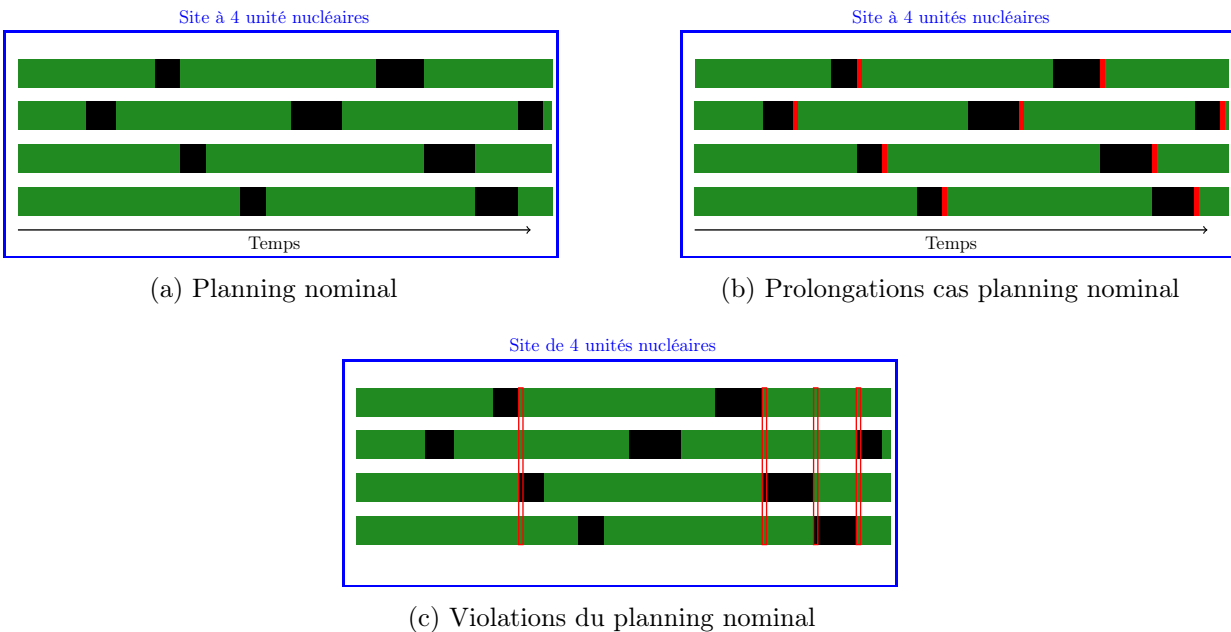 Site à 4 unité nucléaires
Site à 4 unités nucléaires
Temps
Temps
(a) Planning nominal
(b) Prolongations cas planning nominal
Site de 4 unités nucléaires
(c) Violations du planning nominal